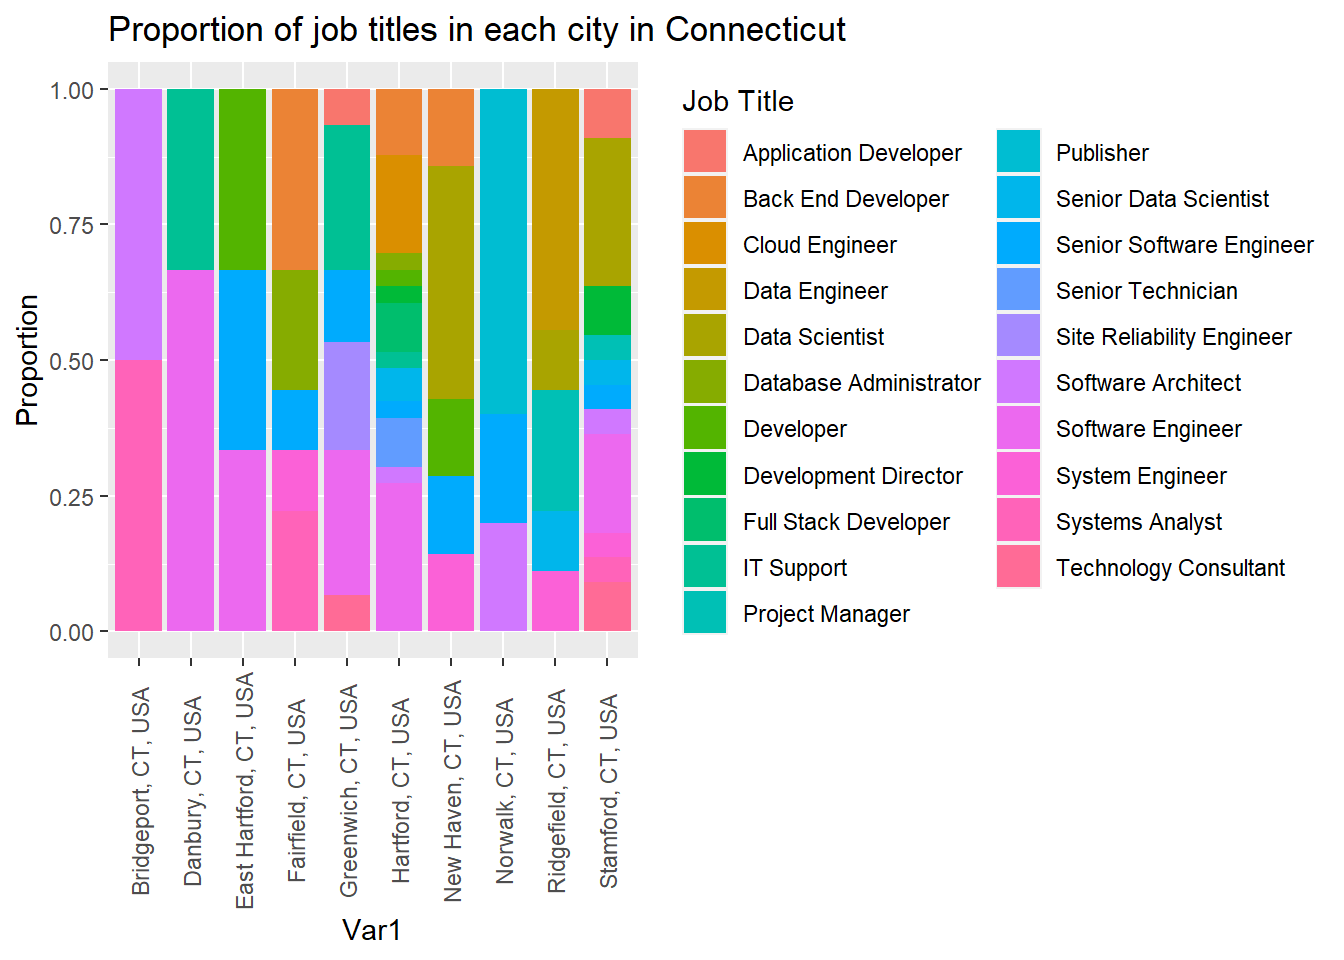 Proportion of job titles in each city in Connecticut
Proportion
1.00
0.75
0.50
0.25
0.00
Bridgeport, CT, USA
Danbury, CT, USA
East Hartford, CT, USA
Fairfield, CT, USA
Greenwich, CT, USA
Hartford, CT, USA
New Haven, CT, USA
Norwalk, CT, USA
Ridgefield, CT, USA
Stamford, CT, USA
Var1
Job Title
Application Developer
Back End Developer
Cloud Engineer
Data Engineer
Data Scientist
Database Administrator
Developer
Development Director
Full Stack Developer
IT Support
Project Manager
Publisher
Senior Data Scientist
Senior Software Engineer
Senior Technician
Site Reliability Engineer
Software Architect
Software Engineer
System Engineer
Systems Analyst
Technology Consultant